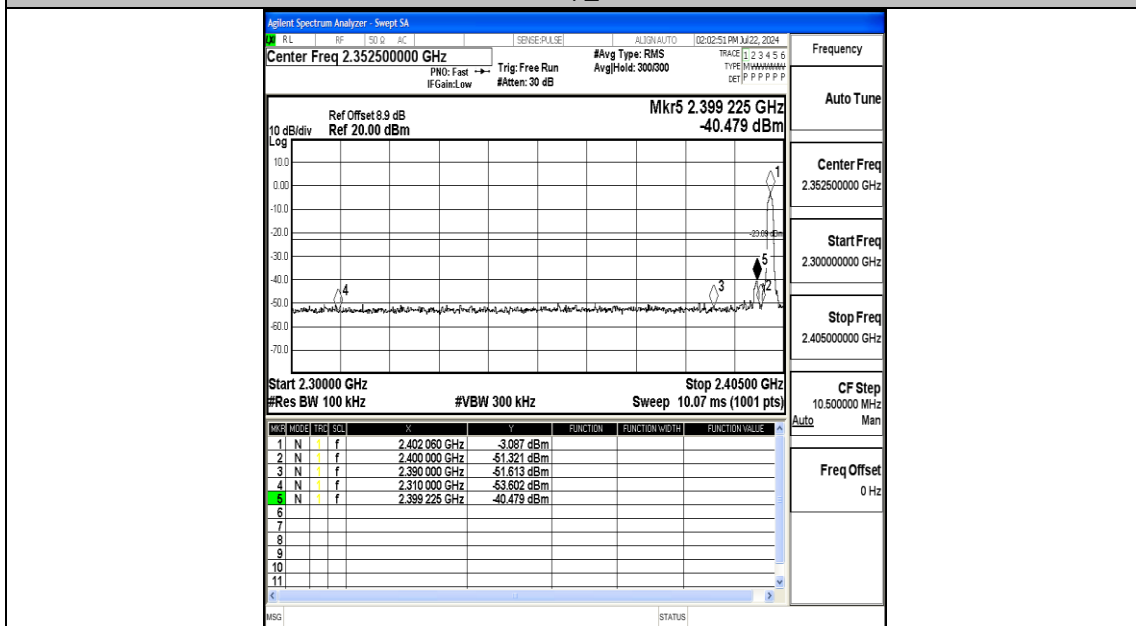 Agilent Spectrum Analyzer - Swept SA
RL RF 50 Ω AC SENSE:PULSE ALIGN AUTO 02:02:51 PM Jul 22, 2024
Center Freq 2.352500000 GHz
PNO: Fast Trig: Free Run
IFGain:Low #Atten: 30 dB
#Avg Type: RMS
Avg|Hold: 300/300
TRACE 1 2 3 4 5 6
TYPE
DET P P P P P P
Mkr5 2.399 225 GHz
-40.479 dBm
Ref Offset 8.9 dB
10 dB/div Ref 20.00 dBm
Log
10.0
0.00
-10.0
-20.0
-30.0
-40.0
-50.0
-60.0
-70.0
1
-23.09 dBm
5
4
3
2
Start 2.30000 GHz Stop 2.40500 GHz
#Res BW 100 kHz #VBW 300 kHz Sweep 10.07 ms (1001 pts)
MKR MODE TRC SCL X Y FUNCTION FUNCTION WIDTH FUNCTION VALUE
1 N 1 f 2.402 060 GHz -3.087 dBm
2 N 1 f 2.400 000 GHz -51.321 dBm
3 N 1 f 2.390 000 GHz -51.613 dBm
4 N 1 f 2.310 000 GHz -53.602 dBm
5 N 1 f 2.399 225 GHz -40.479 dBm
6
7
8
9
10
11
MSG STATUS
Frequency
Auto Tune
Center Freq
2.352500000 GHz
Start Freq
2.300000000 GHz
Stop Freq
2.405000000 GHz
CF Step
10.500000 MHz
Auto Man
Freq Offset
0 Hz